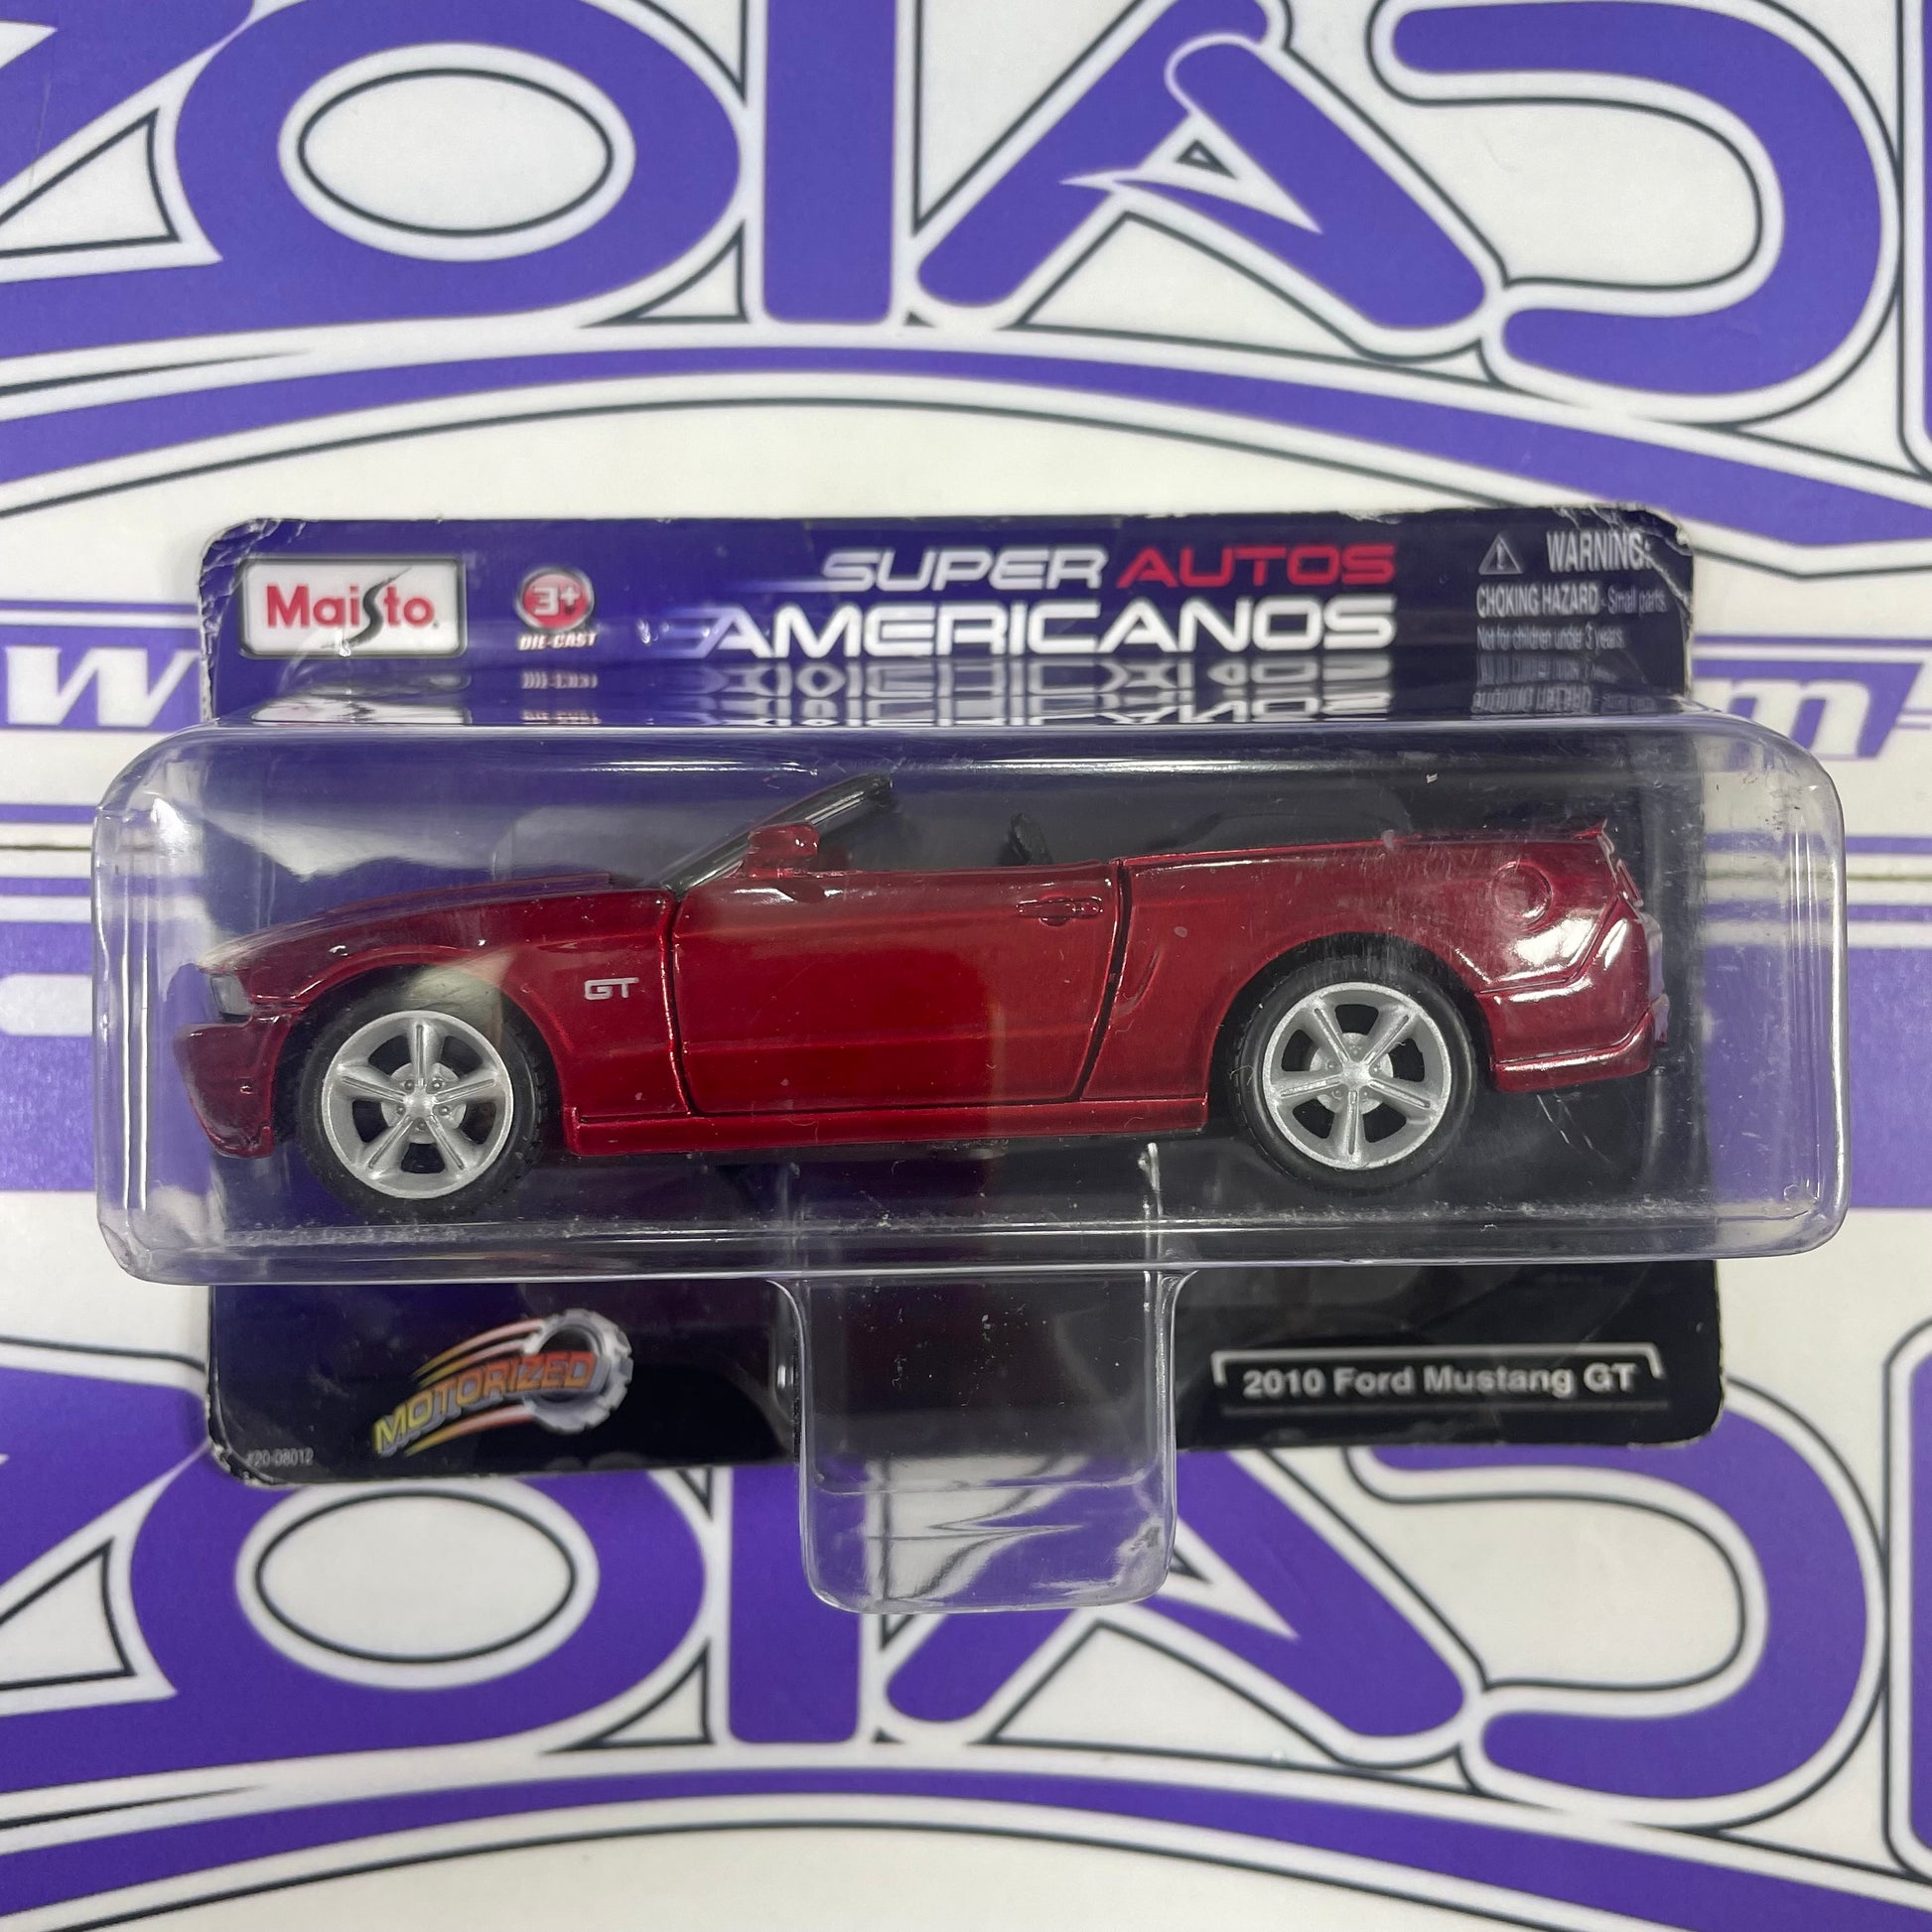 Maisto
3+
DIE-CAST
SUPER AUTOS
AMERICANOS
WARNING:
CHOKING HAZARD - Small parts.
Not for children under 3 years.
GT
MOTORIZED
2010 Ford Mustang GT
#20-08012